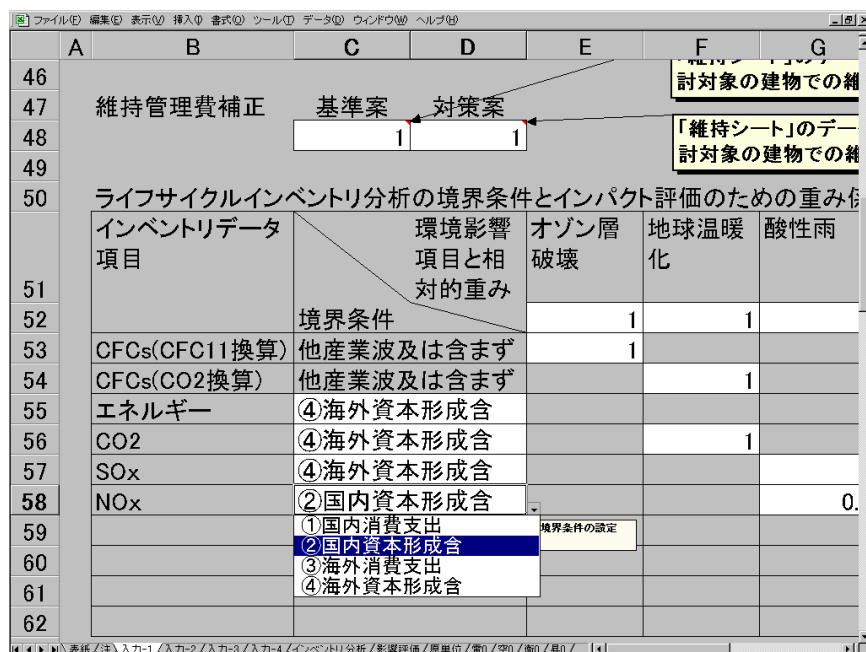 ファイル(F) 編集(E) 表示(V) 挿入(I) 書式(O) ツール(T) データ(D) ウィンドウ(W) ヘルプ(H)
A B C D E F G
46
討対象の建物での維
47 維持管理費補正 基準案 対策案
48 1 1 「維持シート」のデー
討対象の建物での維
49
50 ライフサイクルインベントリ分析の境界条件とインパクト評価のための重み
51 インベントリデータ 環境影響 オゾン層 地球温暖 酸性雨
項目 項目と相 破壊 化
対的重み
52 境界条件 1 1
53 CFCs(CFC11換算) 他産業波及は含まず 1
54 CFCs(CO2換算) 他産業波及は含まず 1
55 エネルギー ④海外資本形成含
56 CO2 ④海外資本形成含 1
57 SOx ④海外資本形成含
58 NOx ②国内資本形成含 0.
59 ①国内消費支出 境界条件の設定
②国内資本形成含
60 ③海外消費支出
④海外資本形成含
61
62
表紙 / 注 / 入力-1 / 入力-2 / 入力-3 / 入力-4 / インベントリ分析 / 影響評価 / 原単位 / 電0 / 空0 / 衛0 / 昇0 /